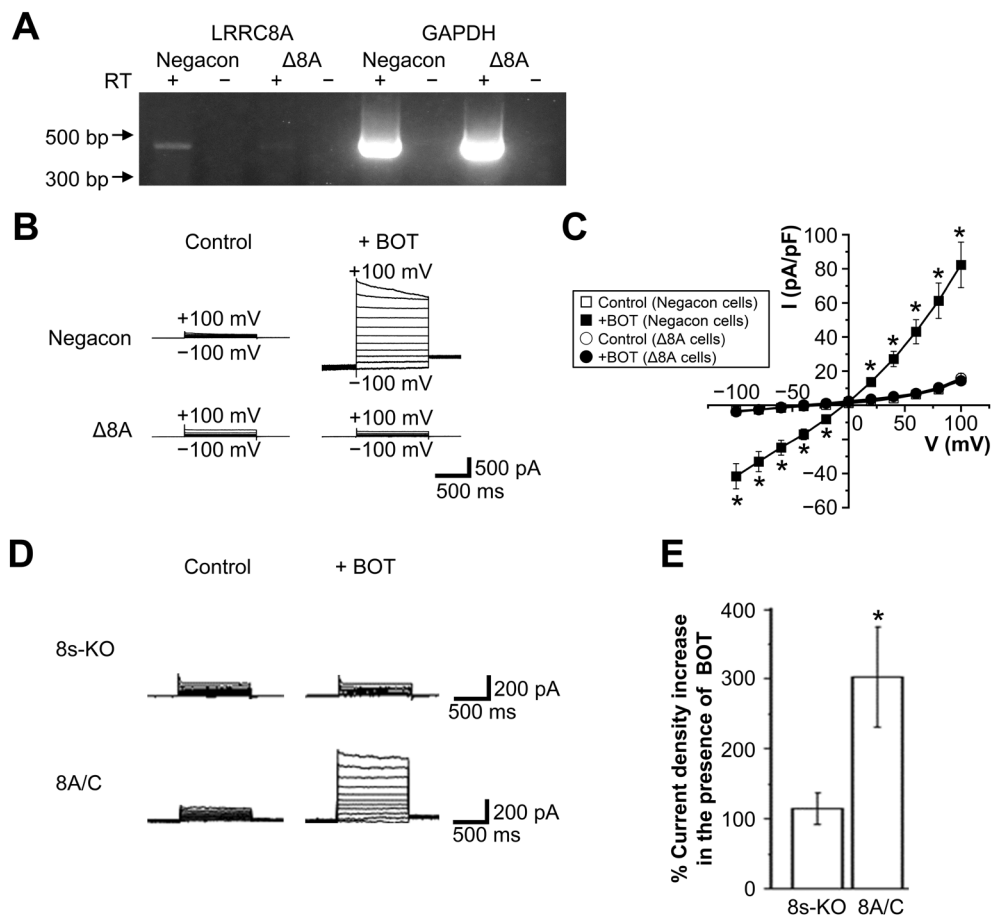 A
LRRC8A GAPDH
Negacon Δ8A Negacon Δ8A
RT + − + − + − + −
500 bp
300 bp
B
Control + BOT
+100 mV
Negacon +100 mV
−100 mV
−100 mV
Δ8A +100 mV +100 mV
−100 mV −100 mV
500 pA
500 ms
C
I (pA/pF)
100
80
60
40
20
−20
−40
−60
−100 −50 0 50 100
V (mV)
Control (Negacon cells)
+BOT (Negacon cells)
Control (Δ8A cells)
+BOT (Δ8A cells)
* * * * *
* * * * *
D
Control + BOT
8s-KO
200 pA
500 ms
8A/C
200 pA
500 ms
E
% Current density increase
in the presence of BOT
400
300
200
100
0
*
8s-KO 8A/C